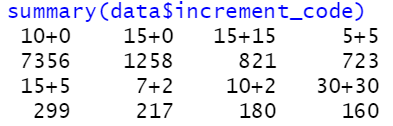 summary(data$increment_code)
10+0 15+0 15+15 5+5
7356 1258 821 723
15+5 7+2 10+2 30+30
299 217 180 160